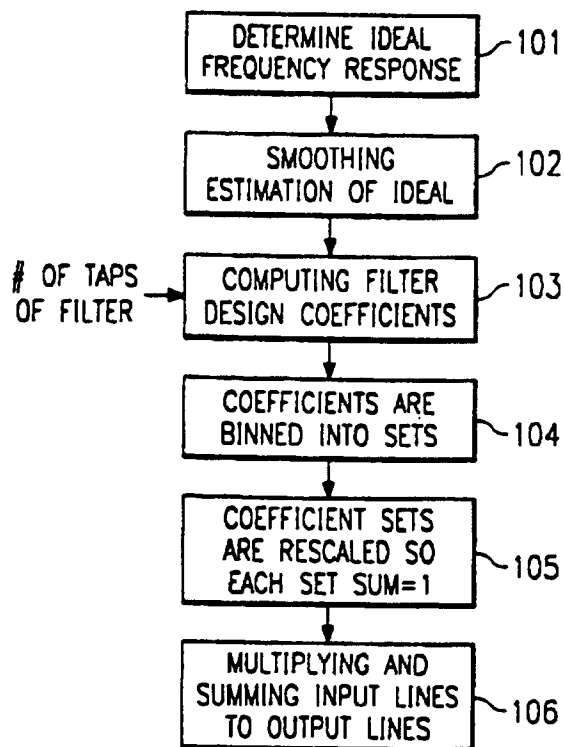 DETERMINE IDEAL
FREQUENCY RESPONSE
101
SMOOTHING
ESTIMATION OF IDEAL
102
# OF TAPS
OF FILTER
COMPUTING FILTER
DESIGN COEFFICIENTS
103
COEFFICIENTS ARE
BINNED INTO SETS
104
COEFFICIENT SETS
ARE RESCALED SO
EACH SET SUM=1
105
MULTIPLYING AND
SUMMING INPUT LINES
TO OUTPUT LINES
106